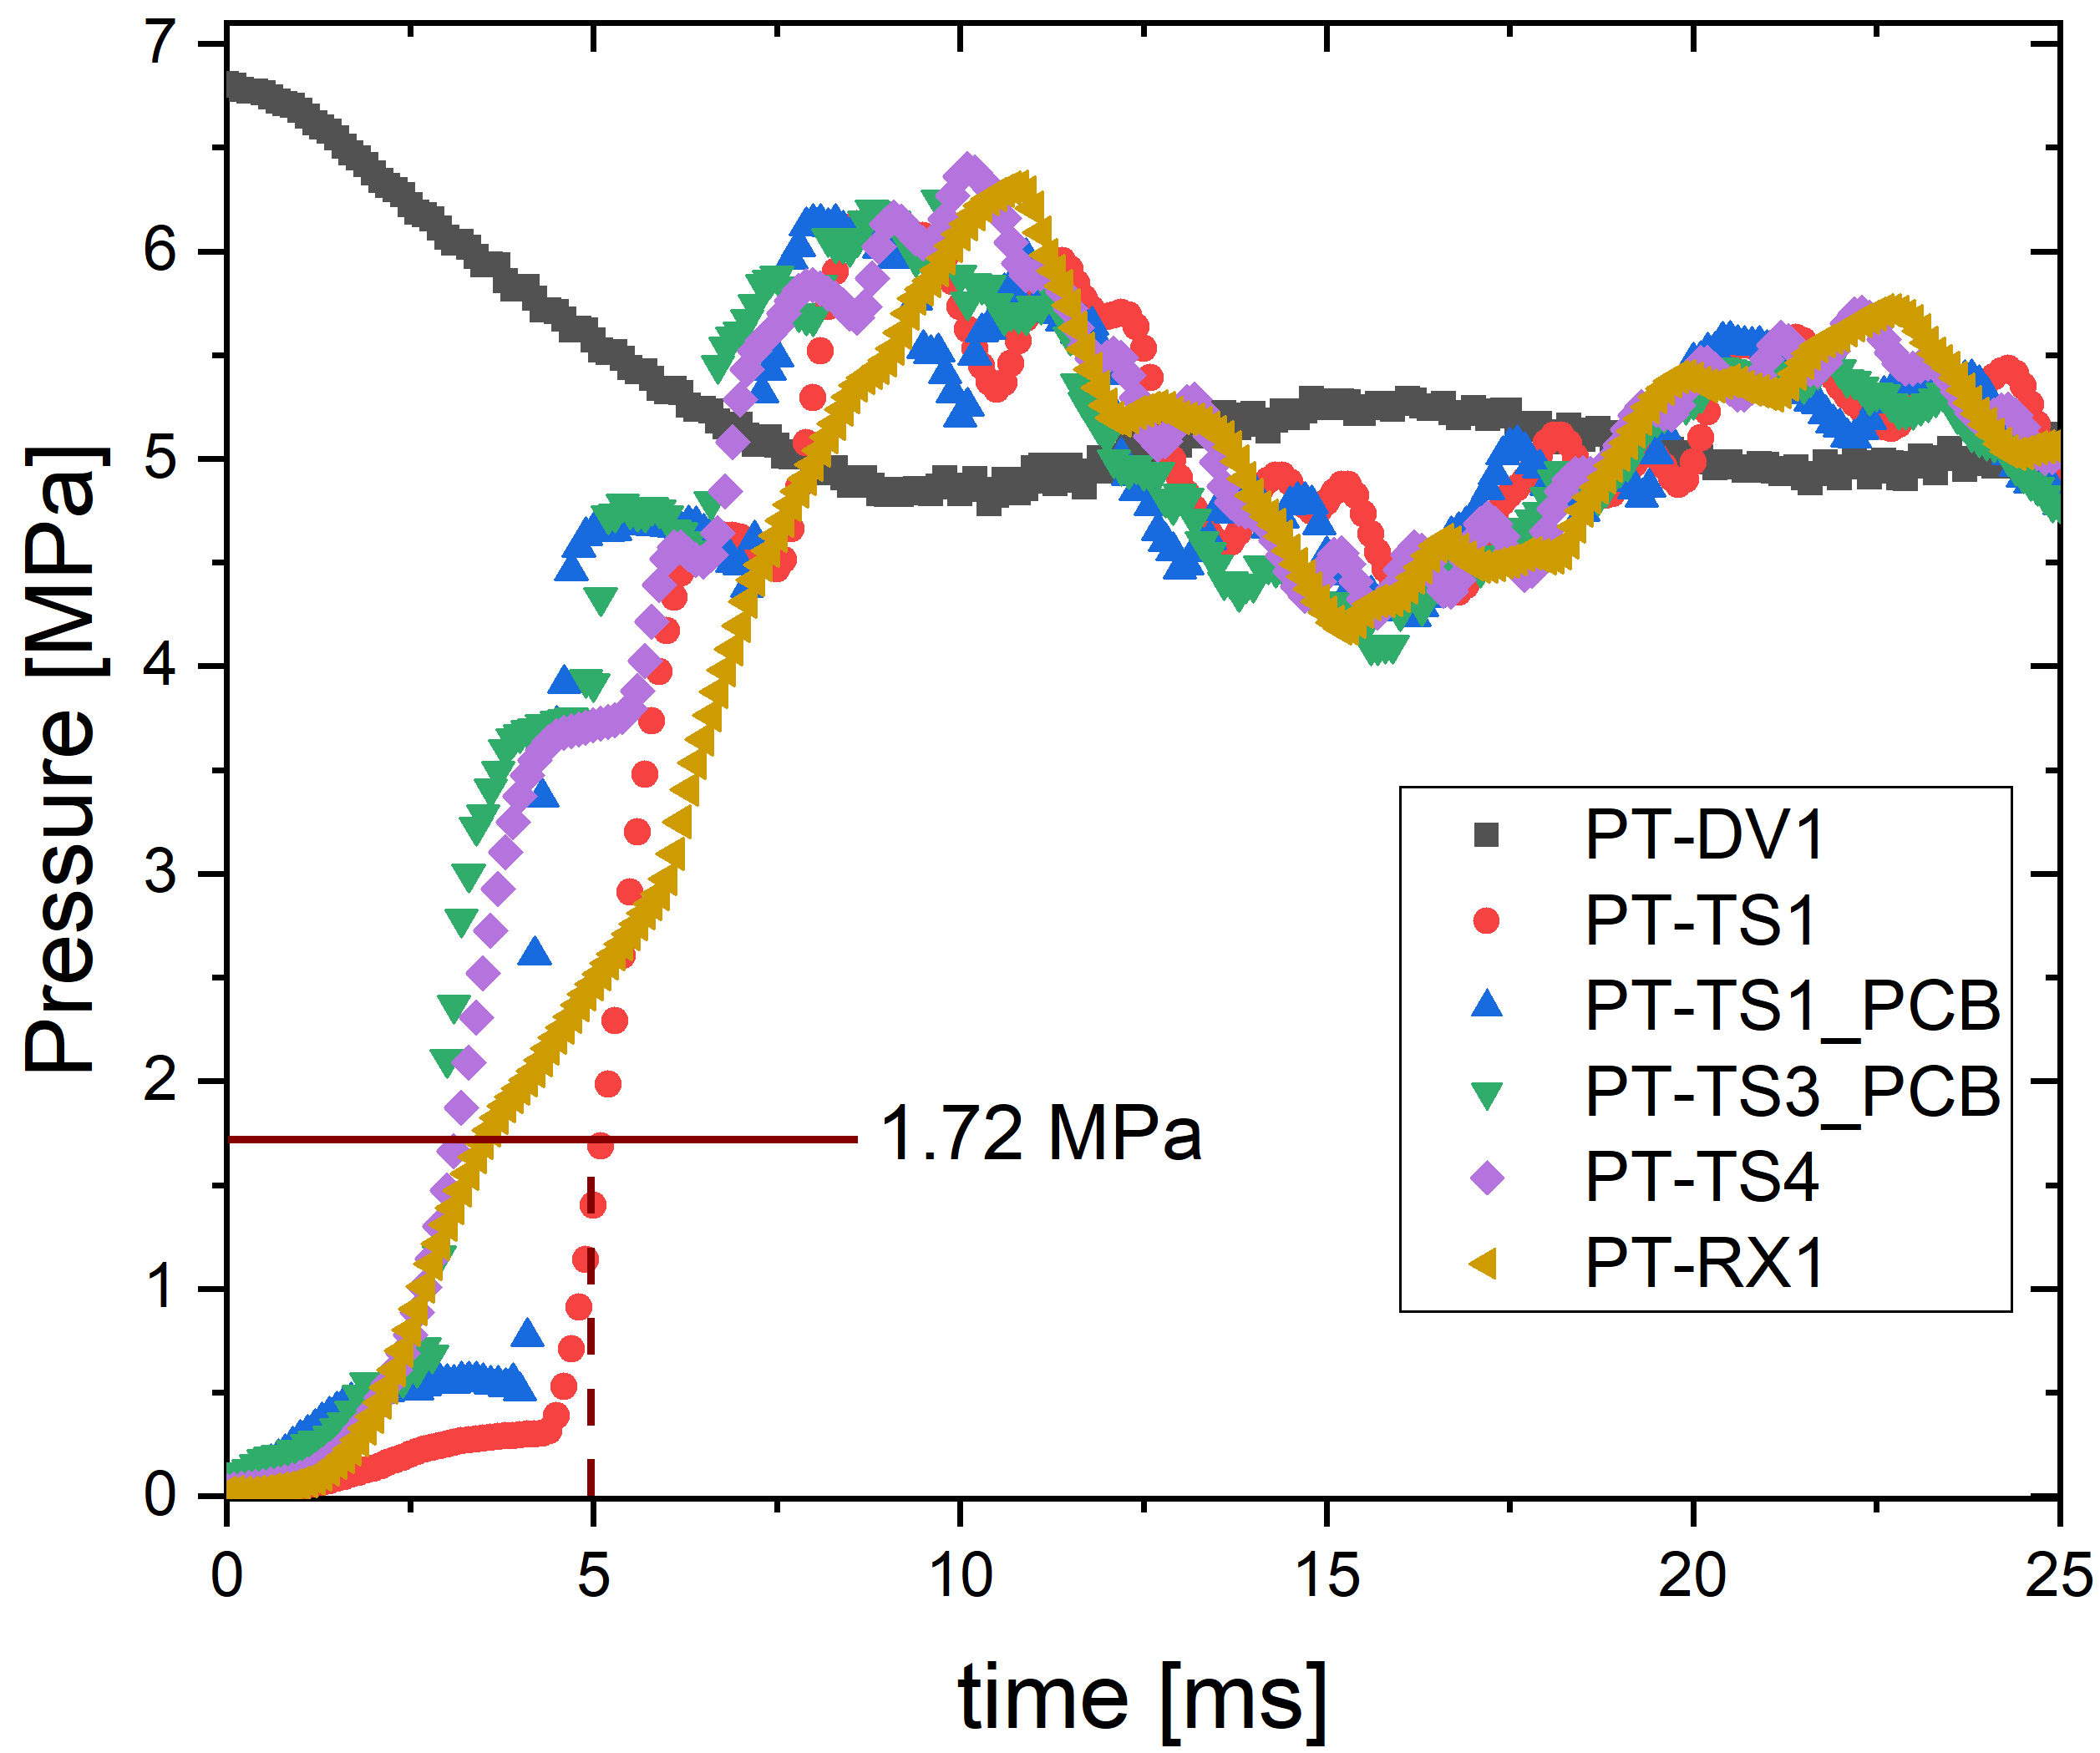 7
6
5
4
3
2
1
0
Pressure [MPa]
1.72 MPa
PT-DV1
PT-TS1
PT-TS1_PCB
PT-TS3_PCB
PT-TS4
PT-RX1
0 5 10 15 20 25
time [ms]